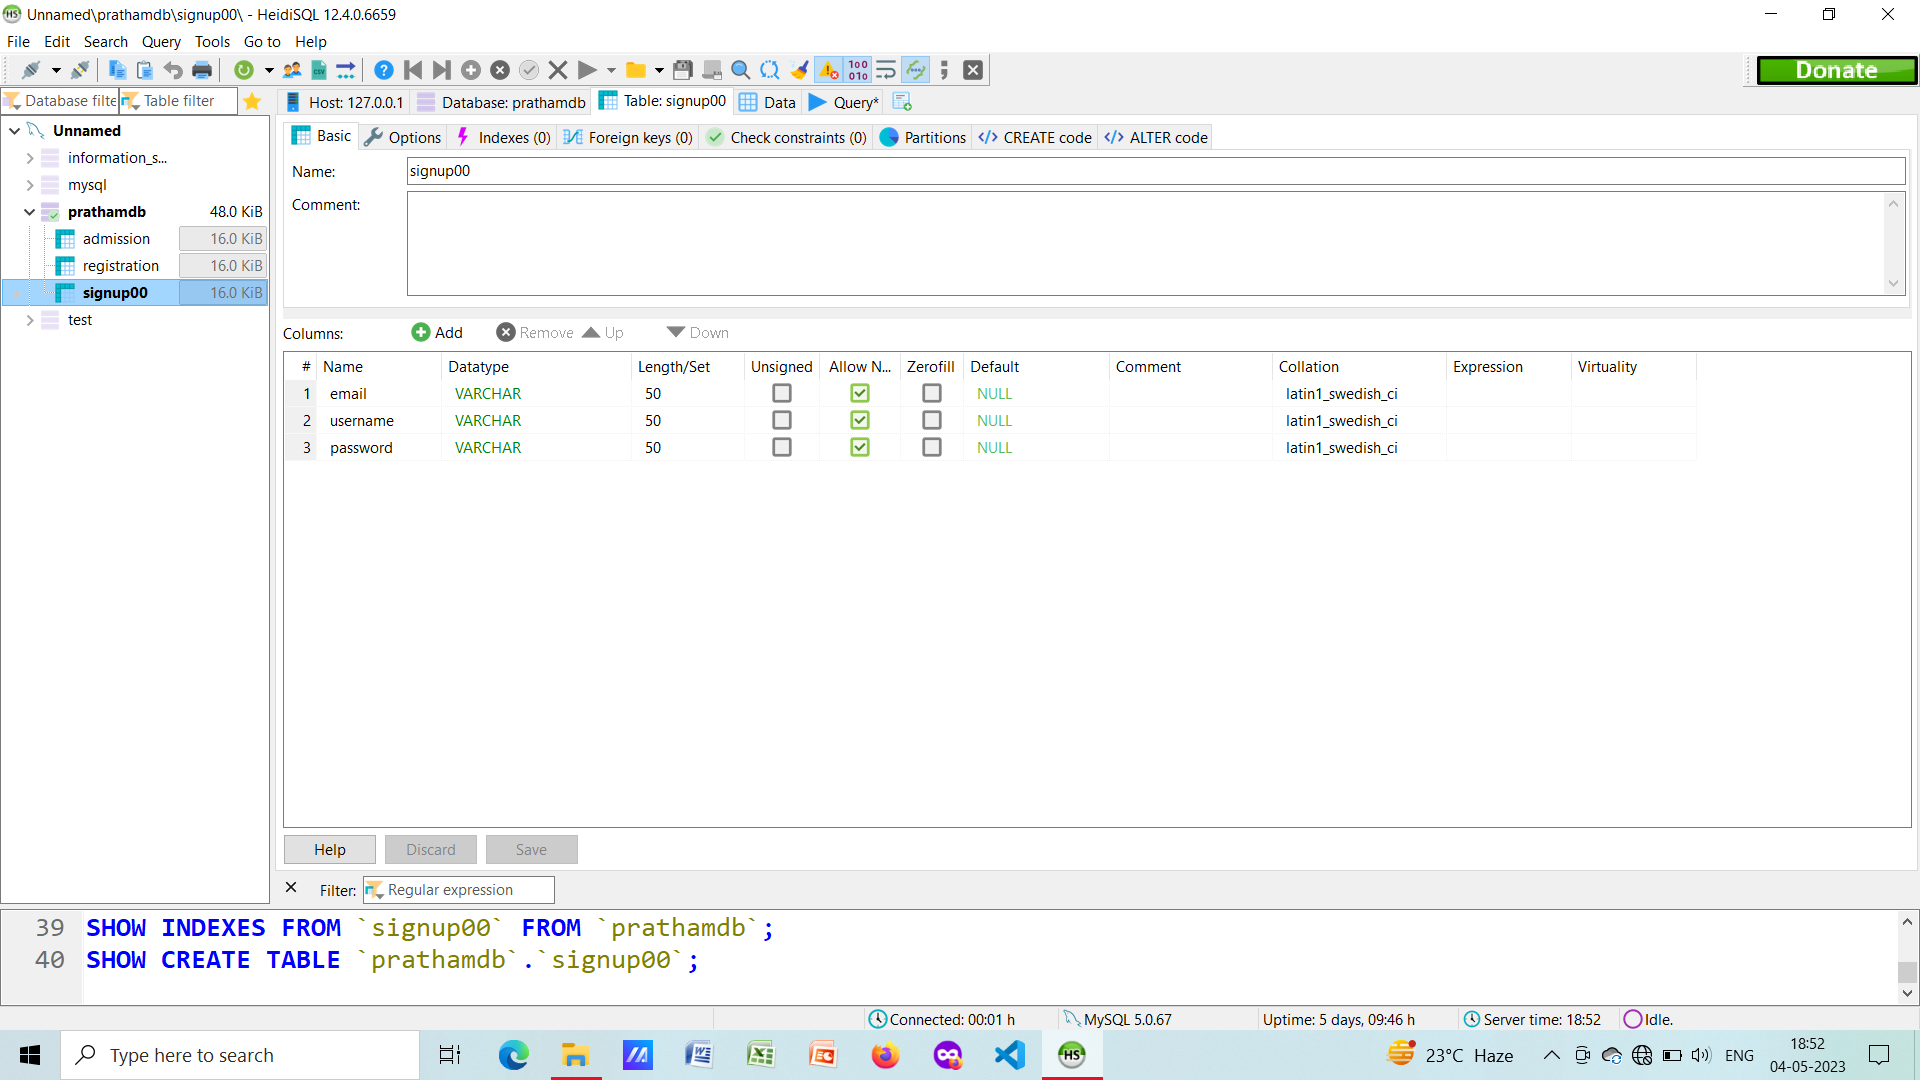 Unnamed\prathamdb\signup00\ - HeidiSQL 12.4.0.6659
File Edit Search Query Tools Go to Help
Donate
Database filte Table filter
Host: 127.0.0.1 Database: prathamdb Table: signup00 Data Query*
Unnamed
information_s...
mysql
prathamdb 48.0 KiB
admission 16.0 KiB
registration 16.0 KiB
signup00 16.0 KiB
test
Basic Options Indexes (0) Foreign keys (0) Check constraints (0) Partitions CREATE code ALTER code
Name: signup00
Comment:
Columns: Add Remove Up Down
# Name Datatype Length/Set Unsigned Allow N... Zerofill Default Comment Collation Expression Virtuality
1 email VARCHAR 50 NULL latin1_swedish_ci
2 username VARCHAR 50 NULL latin1_swedish_ci
3 password VARCHAR 50 NULL latin1_swedish_ci
Help Discard Save
Filter: Regular expression
39 SHOW INDEXES FROM `signup00` FROM `prathamdb`;
40 SHOW CREATE TABLE `prathamdb`.`signup00`;
Connected: 00:01 h MySQL 5.0.67 Uptime: 5 days, 09:46 h Server time: 18:52 Idle.
Type here to search
HS
23°C Haze
ENG
18:52
04-05-2023